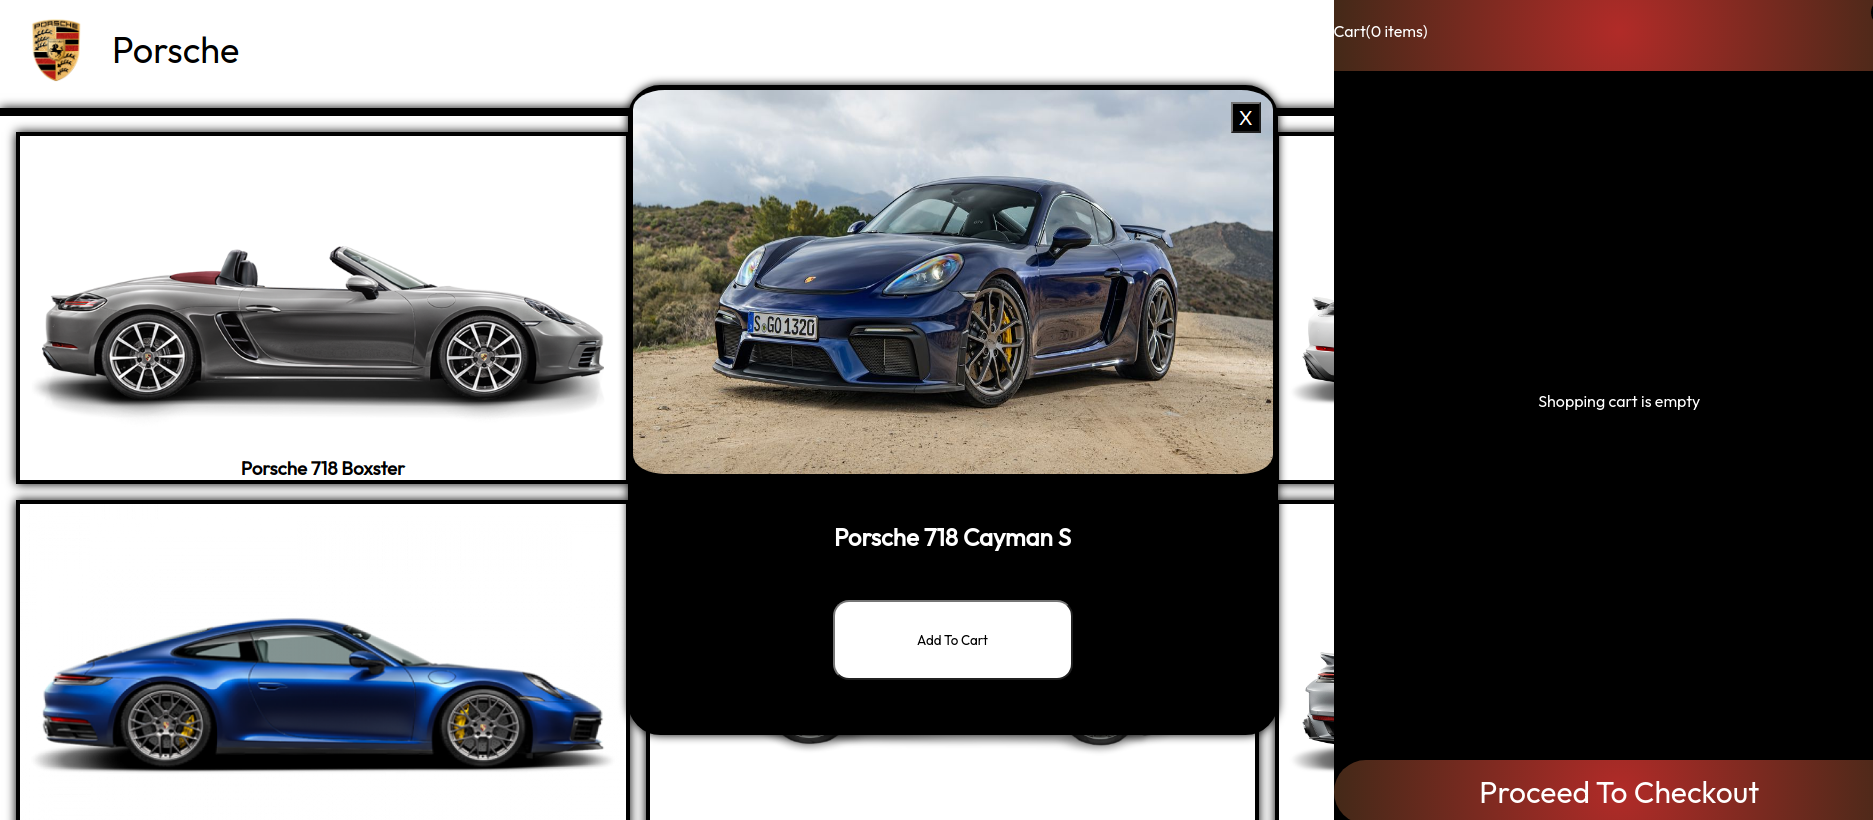 PORSCHE
Porsche
Cart(0 items)
X
S GO 1320
Porsche 718 Boxster
Shopping cart is empty
Porsche 718 Cayman S
Add To Cart
Proceed To Checkout